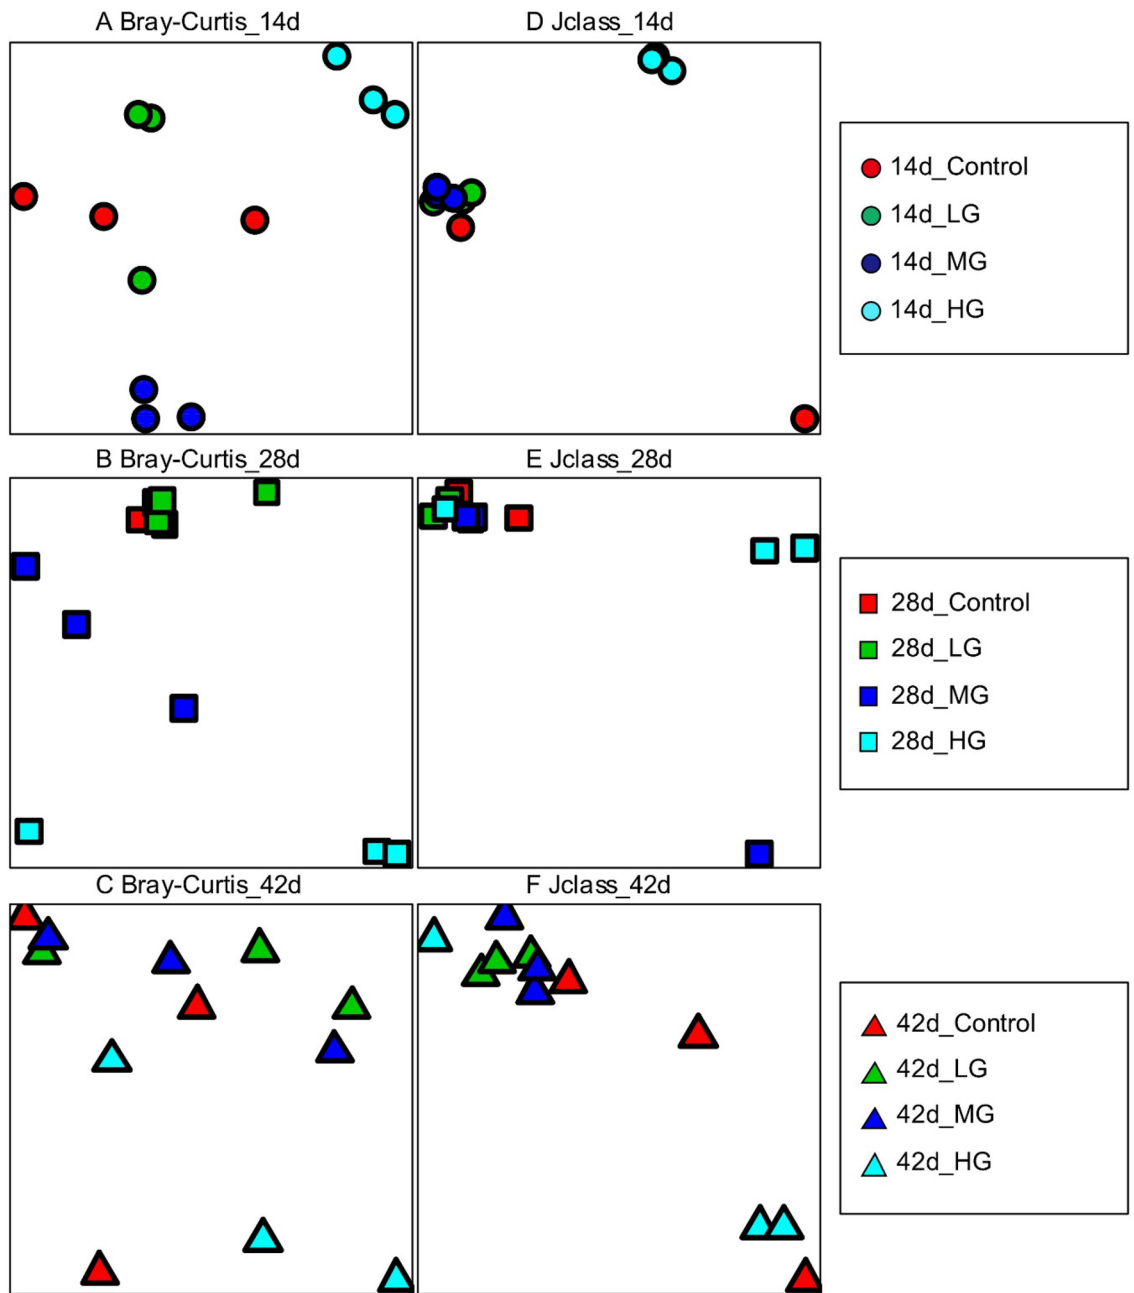 A Bray-Curtis_14d
D Jclass_14d
14d_Control
14d_LG
14d_MG
14d_HG
B Bray-Curtis_28d
E Jclass_28d
28d_Control
28d_LG
28d_MG
28d_HG
C Bray-Curtis_42d
F Jclass_42d
42d_Control
42d_LG
42d_MG
42d_HG